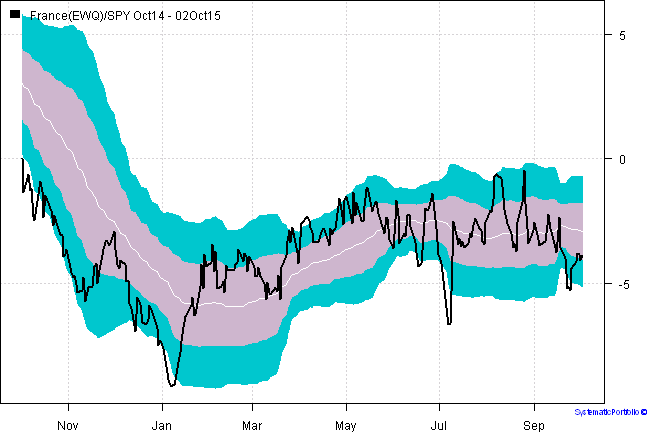 France(EWQ)/SPY Oct14 - 02Oct15
5
0
-5
Nov Jan Mar May Jul Sep
SystematicPortfolio ©